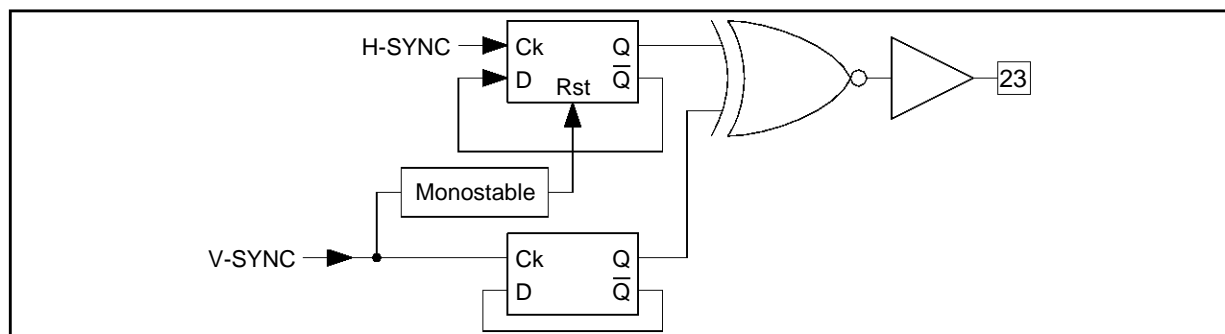 H-SYNC
Ck
Q
D
Q̅
Rst
23
Monostable
V-SYNC
Ck
Q
D
Q̅